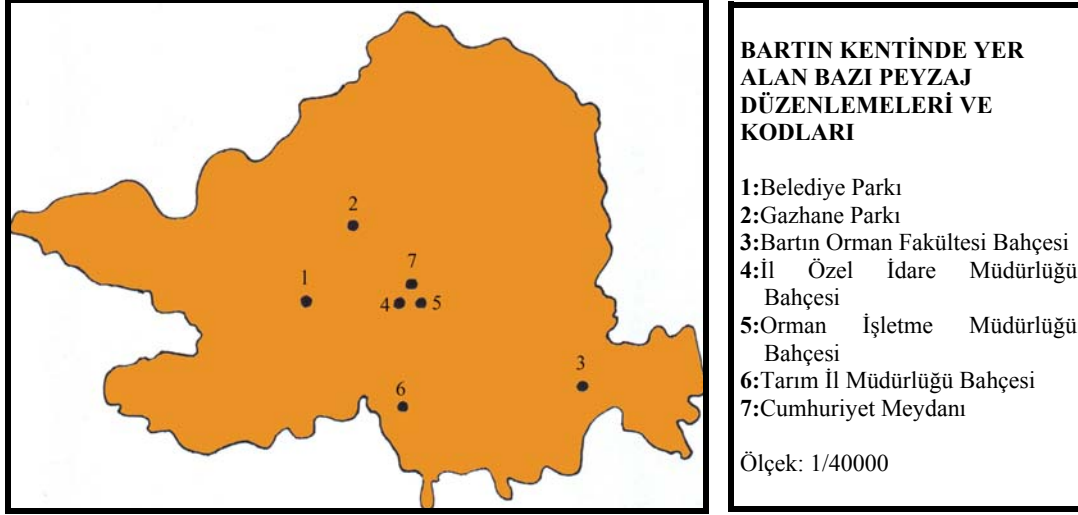 2
7
1
4
5
3
6
BARTIN KENTİNDE YER
ALAN BAZI PEYZAJ
DÜZENLEMELERİ VE
KODLARI
1:Belediye Parkı
2:Gazhane Parkı
3:Bartın Orman Fakültesi Bahçesi
4:İl Özel İdare Müdürlüğü
Bahçesi
5:Orman İşletme Müdürlüğü
Bahçesi
6:Tarım İl Müdürlüğü Bahçesi
7:Cumhuriyet Meydanı
Ölçek: 1/40000